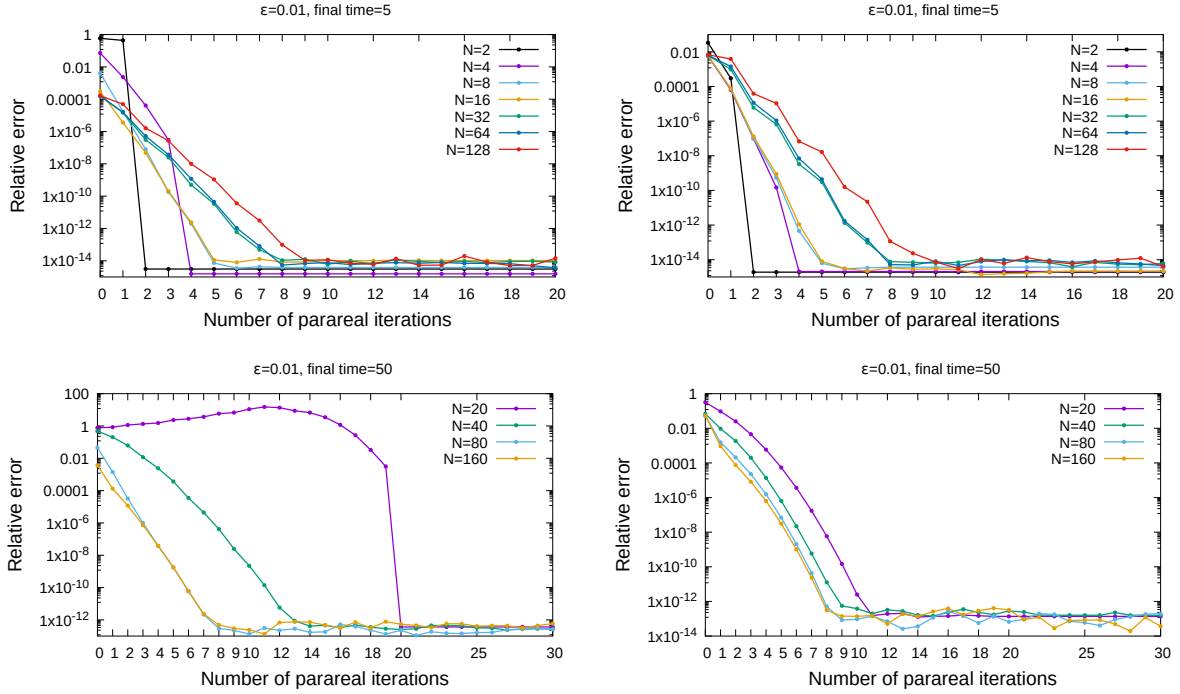 ε=0.01, final time=5
Relative error
1
0.01
0.0001
1x10⁻⁶
1x10⁻⁸
1x10⁻¹⁰
1x10⁻¹²
1x10⁻¹⁴
N=2
N=4
N=8
N=16
N=32
N=64
N=128
0 1 2 3 4 5 6 7 8 9 10 12 14 16 18 20
Number of parareal iterations
ε=0.01, final time=5
Relative error
0.01
0.0001
1x10⁻⁶
1x10⁻⁸
1x10⁻¹⁰
1x10⁻¹²
1x10⁻¹⁴
N=2
N=4
N=8
N=16
N=32
N=64
N=128
0 1 2 3 4 5 6 7 8 9 10 12 14 16 18 20
Number of parareal iterations
ε=0.01, final time=50
Relative error
100
1
0.01
0.0001
1x10⁻⁶
1x10⁻⁸
1x10⁻¹⁰
1x10⁻¹²
N=20
N=40
N=80
N=160
0 1 2 3 4 5 6 7 8 9 10 12 14 16 18 20 25 30
Number of parareal iterations
ε=0.01, final time=50
Relative error
1
0.01
0.0001
1x10⁻⁶
1x10⁻⁸
1x10⁻¹⁰
1x10⁻¹²
1x10⁻¹⁴
N=20
N=40
N=80
N=160
0 1 2 3 4 5 6 7 8 9 10 12 14 16 18 20 25 30
Number of parareal iterations